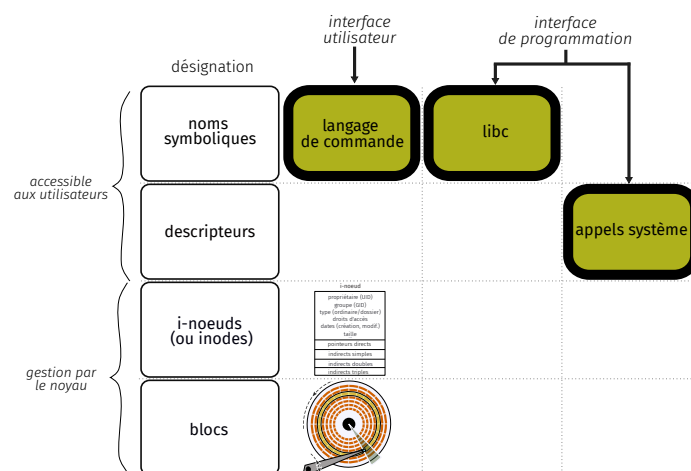 interface
utilisateur
interface
de programmation
désignation
noms
symboliques
langage
de commande
libc
accessible
aux utilisateurs
descripteurs
appels système
i-noeuds
(ou inodes)
i-noeud
propriétaire (UID)
groupe (GID)
type (ordinaire/dossier)
droits d'accès
dates (création, modif.)
taille
pointeurs directs
indirects simples
indirects doubles
indirects triples
gestion par
le noyau
blocs